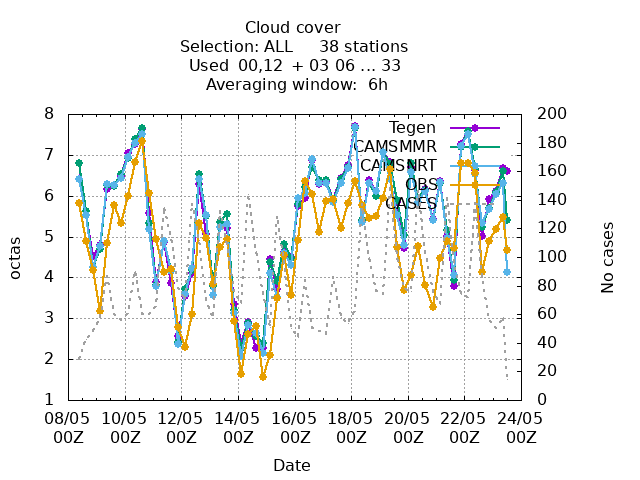 Cloud cover
Selection: ALL     38 stations
Used  00,12  + 03 06 ... 33
Averaging window:  6h
8
7
6
5
4
3
2
1
octas
200
180
160
140
120
100
80
60
40
20
0
No cases
Tegen
CAMSMMR
CAMSNRT
OBS
CASES
08/05 10/05 12/05 14/05 16/05 18/05 20/05 22/05 24/05
00Z 00Z 00Z 00Z 00Z 00Z 00Z 00Z 00Z
Date